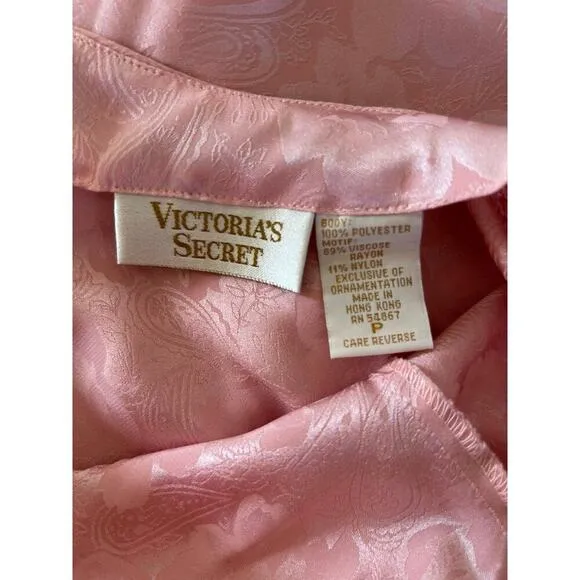 VICTORIA'S
SECRET
BODY:
100% POLYESTER
MOTIF:
89% VISCOSE
RAYON
11% NYLON
EXCLUSIVE OF
ORNAMENTATION
MADE IN
HONG KONG
RN 54867
P
CARE REVERSE